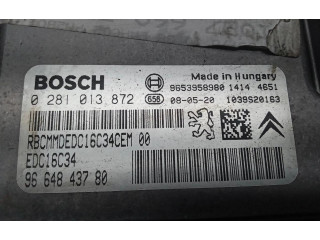 BOSCH
Made in Hungary
9653958980 1414 4651
0 281 013 872 658 08-05-20 1039S20163
RBCMMDEDC16C34CEM 00
EDC16C34
96 648 437 80